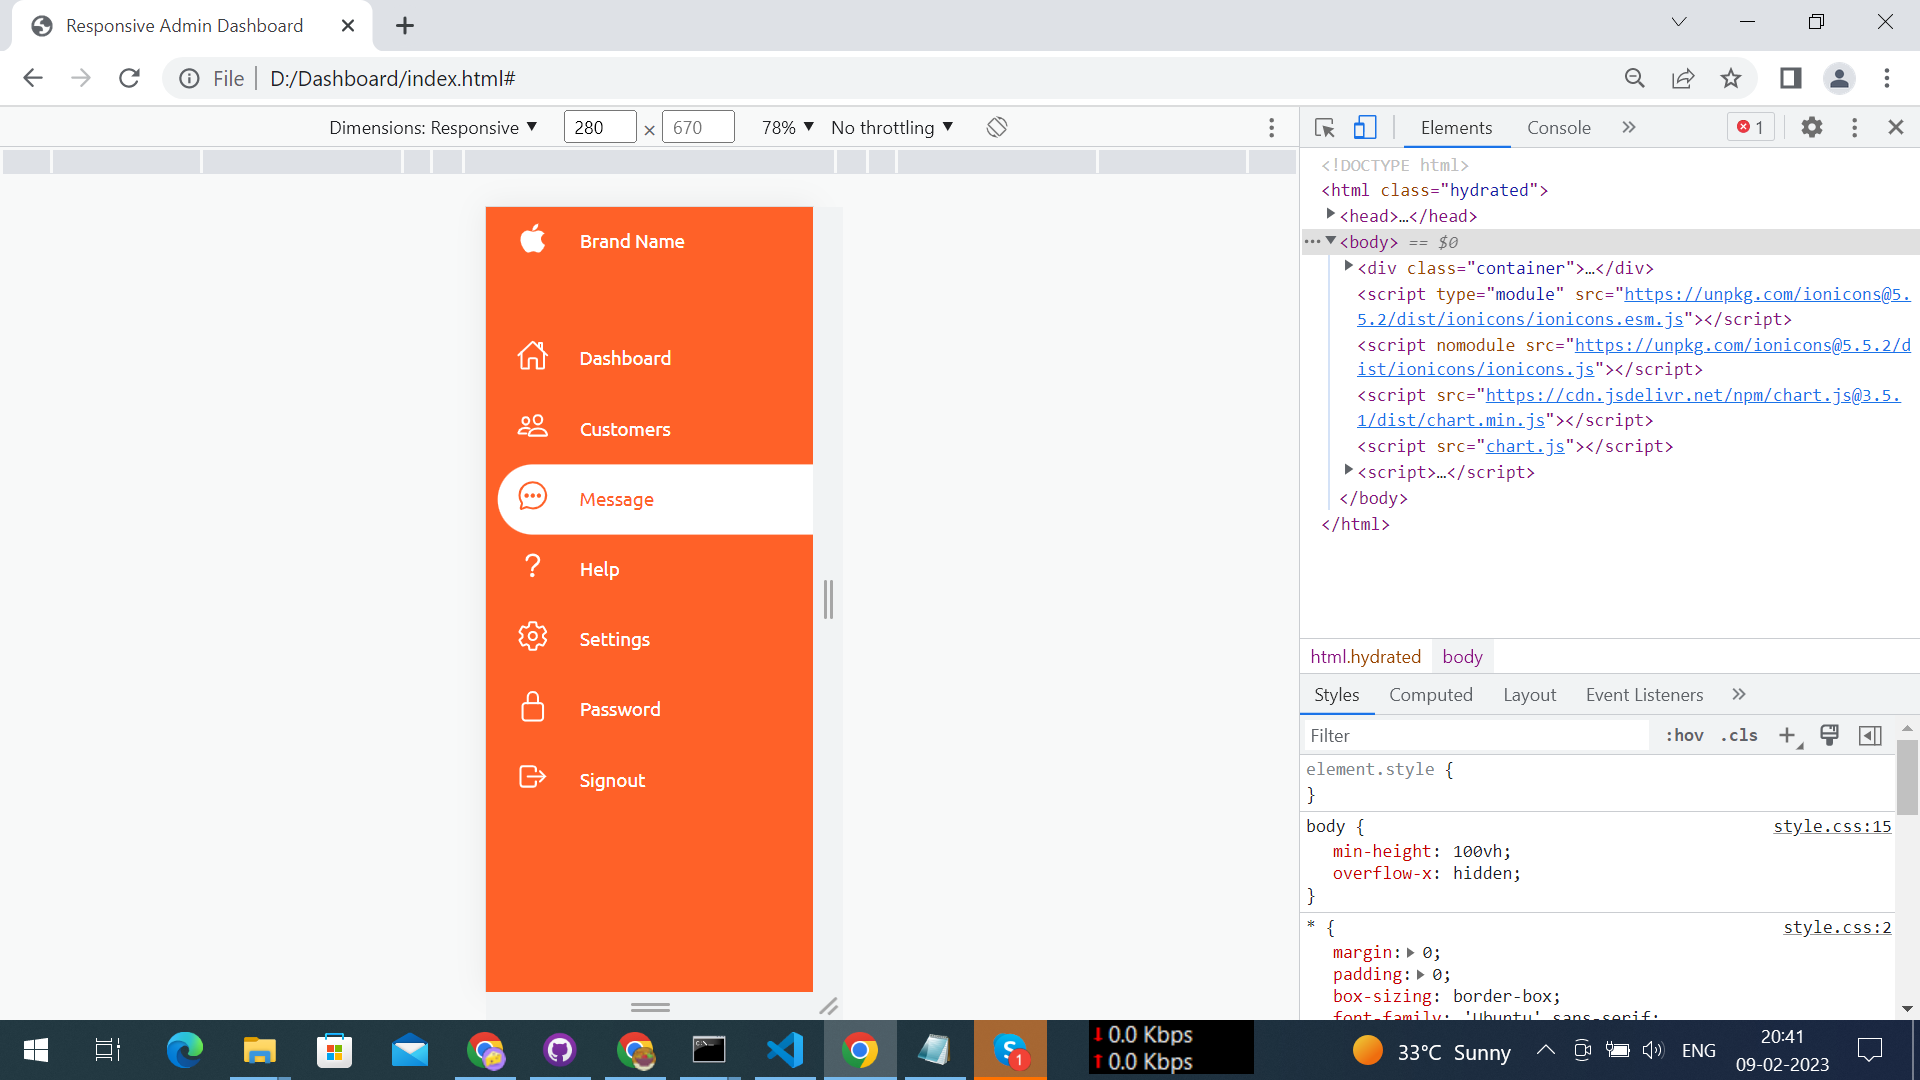 Responsive Admin Dashboard
File
D:/Dashboard/index.html#
Dimensions: Responsive ▼ 280 × 670 78% ▼ No throttling ▼
Brand Name
Dashboard
Customers
Message
Help
Settings
Password
Signout
Elements Console » 1
<!DOCTYPE html>
<html class="hydrated">
<head>…</head>
<body> == $0
<div class="container">…</div>
<script type="module" src="https://unpkg.com/ionicons@5.
5.2/dist/ionicons/ionicons.esm.js"></script>
<script nomodule src="https://unpkg.com/ionicons@5.5.2/d
ist/ionicons/ionicons.js"></script>
<script src="https://cdn.jsdelivr.net/npm/chart.js@3.5.
1/dist/chart.min.js"></script>
<script src="chart.js"></script>
<script>…</script>
</body>
</html>
html.hydrated body
Styles Computed Layout Event Listeners »
Filter :hov .cls
element.style {
}
body { style.css:15
min-height: 100vh;
overflow-x: hidden;
}
* { style.css:2
margin: 0;
padding: 0;
box-sizing: border-box;
font-family: 'Ubuntu' sans-serif;
S 1
0.0 Kbps
0.0 Kbps
33°C Sunny
ENG
20:41
09-02-2023